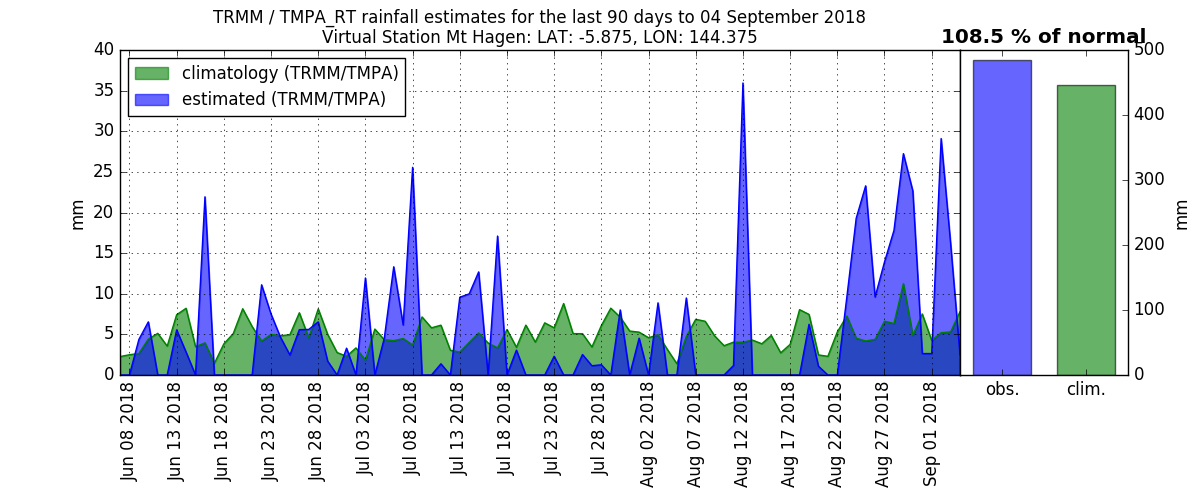 TRMM / TMPA_RT rainfall estimates for the last 90 days to 04 September 2018
Virtual Station Mt Hagen: LAT: -5.875, LON: 144.375
108.5 % of normal
climatology (TRMM/TMPA)
estimated (TRMM/TMPA)
40
35
30
25
20
15
10
5
0
mm
Jun 08 2018
Jun 13 2018
Jun 18 2018
Jun 23 2018
Jun 28 2018
Jul 03 2018
Jul 08 2018
Jul 13 2018
Jul 18 2018
Jul 23 2018
Jul 28 2018
Aug 02 2018
Aug 07 2018
Aug 12 2018
Aug 17 2018
Aug 22 2018
Aug 27 2018
Sep 01 2018
500
400
300
200
100
0
mm
obs.
clim.